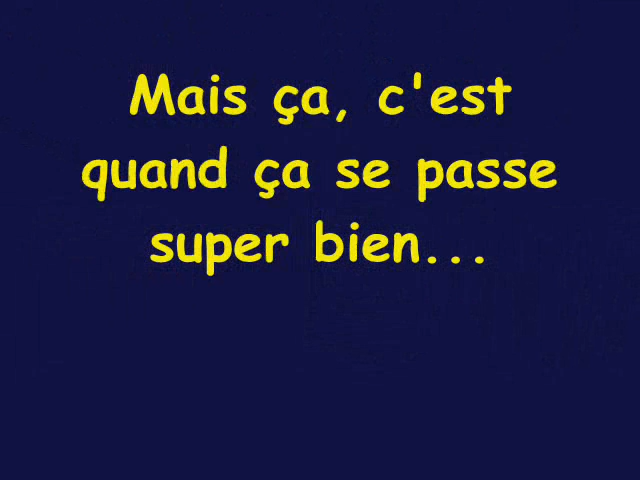 Mais ça, c'est
quand ça se passe
super bien...